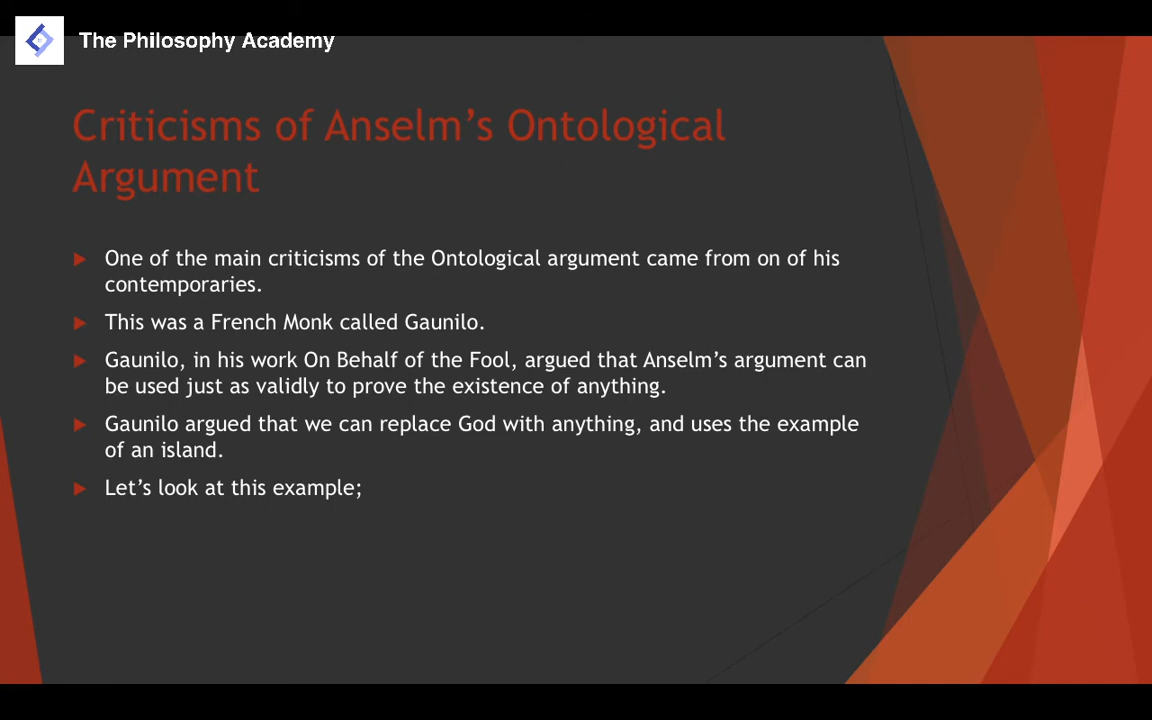 The Philosophy Academy
Criticisms of Anselm’s Ontological
Argument
One of the main criticisms of the Ontological argument came from on of his
contemporaries.
This was a French Monk called Gaunilo.
Gaunilo, in his work On Behalf of the Fool, argued that Anselm’s argument can
be used just as validly to prove the existence of anything.
Gaunilo argued that we can replace God with anything, and uses the example
of an island.
Let’s look at this example;